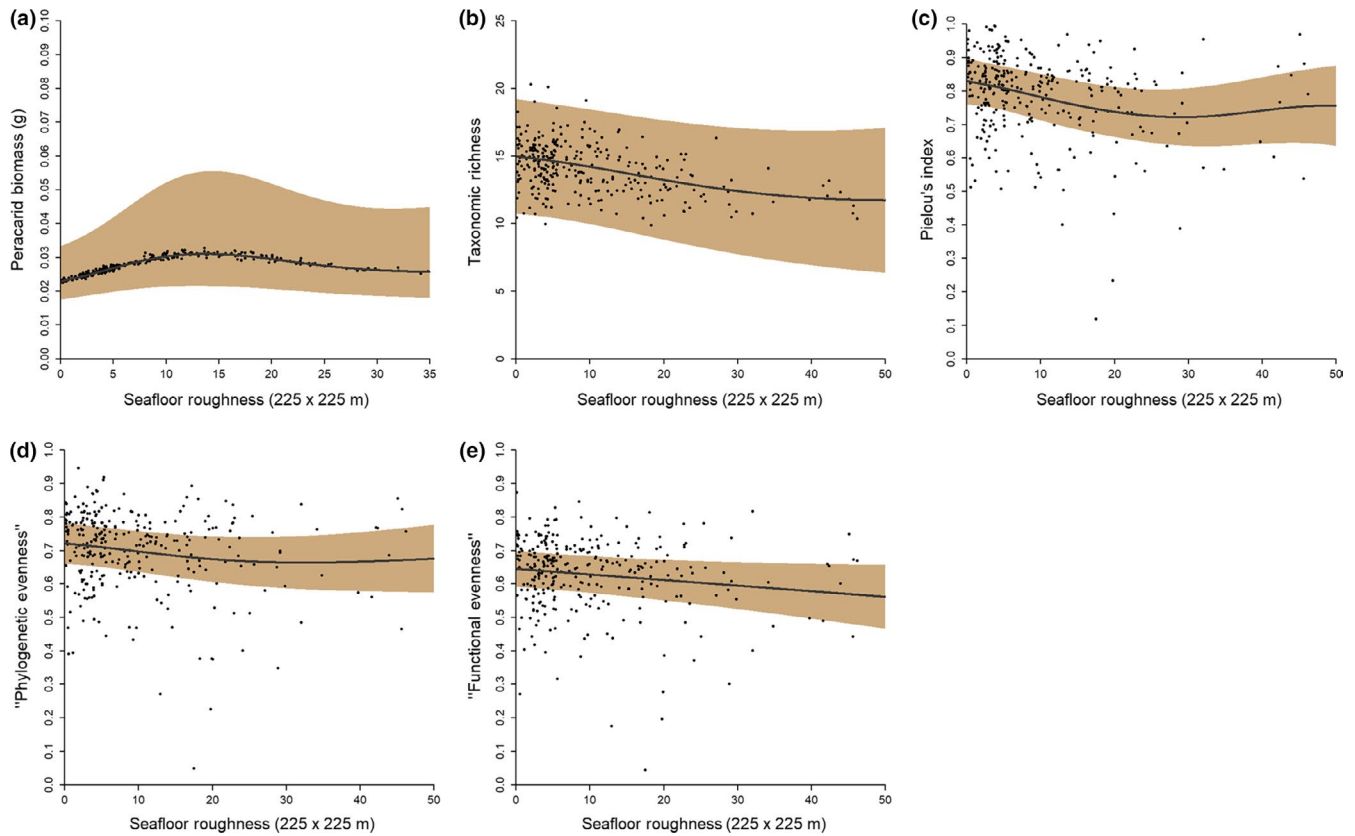 (a)
Peracarid biomass (g)
0.00 0.01 0.02 0.03 0.04 0.05 0.06 0.07 0.08 0.09 0.10
0 5 10 15 20 25 30 35
Seafloor roughness (225 x 225 m)
(b)
Taxonomic richness
0 5 10 15 20 25
0 10 20 30 40 50
Seafloor roughness (225 x 225 m)
(c)
Pielou's index
0.0 0.1 0.2 0.3 0.4 0.5 0.6 0.7 0.8 0.9 1.0
0 10 20 30 40 50
Seafloor roughness (225 x 225 m)
(d)
"Phylogenetic evenness"
0.0 0.1 0.2 0.3 0.4 0.5 0.6 0.7 0.8 0.9 1.0
0 10 20 30 40 50
Seafloor roughness (225 x 225 m)
(e)
"Functional evenness"
0.0 0.1 0.2 0.3 0.4 0.5 0.6 0.7 0.8 0.9 1.0
0 10 20 30 40 50
Seafloor roughness (225 x 225 m)